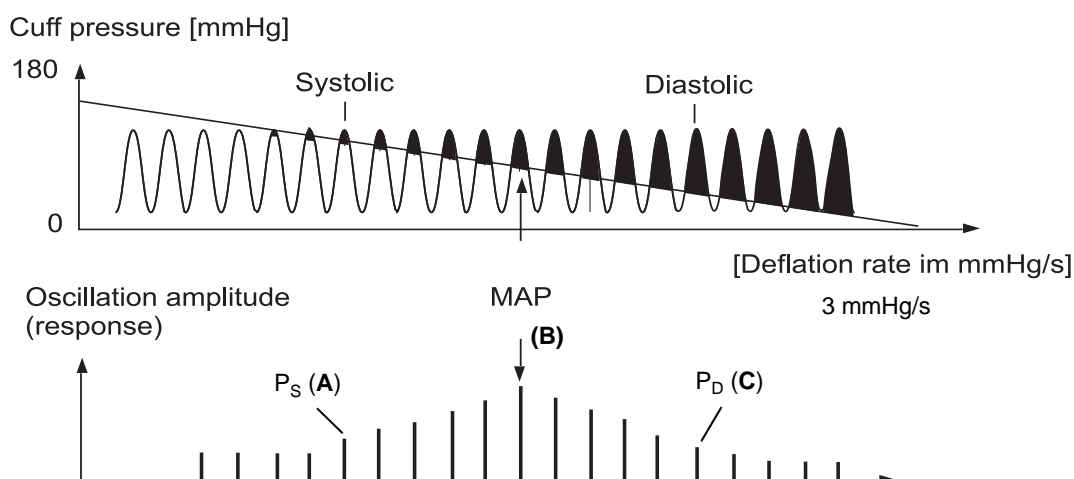 Cuff pressure [mmHg]
180
Systolic
Diastolic
0
[Deflation rate im mmHg/s]
Oscillation amplitude
(response)
MAP
3 mmHg/s
(B)
PS (A)
PD (C)